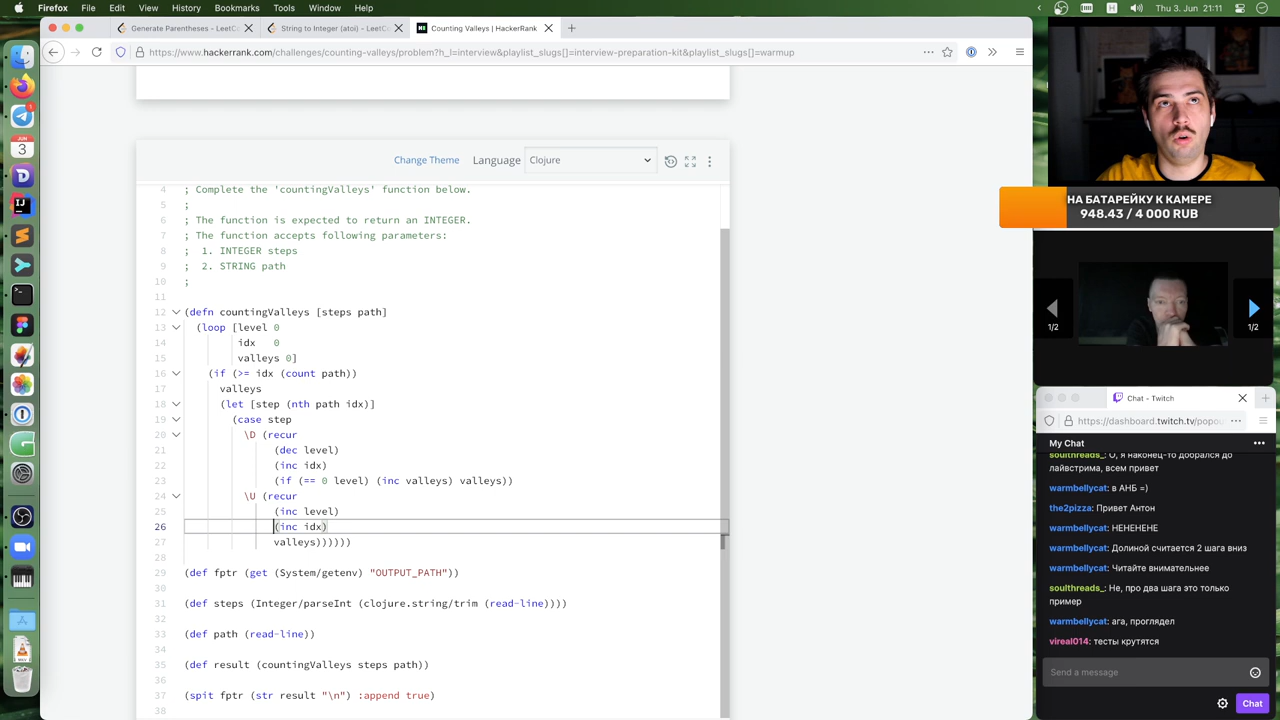 Firefox File Edit View History Bookmarks Tools Window Help
Generate Parentheses - LeetC
String to Integer (atoi) - LeetCo
Counting Valleys | HackerRank
https://www.hackerrank.com/challenges/counting-valleys/problem?h_l=interview&playlist_slugs[]=interview-preparation-kit&playlist_slugs[]=warmup
Change Theme Language Clojure
4 ; Complete the 'countingValleys' function below.
5 ;
6 ; The function is expected to return an INTEGER.
7 ; The function accepts following parameters:
8 ; 1. INTEGER steps
9 ; 2. STRING path
10 ;
11
12 (defn countingValleys [steps path]
13 (loop [level 0
14 idx 0
15 valleys 0]
16 (if (>= idx (count path))
17 valleys
18 (let [step (nth path idx)]
19 (case step
20 \D (recur
21 (dec level)
22 (inc idx)
23 (if (== 0 level) (inc valleys) valleys))
24 \U (recur
25 (inc level)
26 (inc idx)
27 valleys))))))
28
29 (def fptr (get (System/getenv) "OUTPUT_PATH"))
30
31 (def steps (Integer/parseInt (clojure.string/trim (read-line))))
32
33 (def path (read-line))
34
35 (def result (countingValleys steps path))
36
37 (spit fptr (str result "\n") :append true)
38
НА БАТАРЕЙКУ К КАМЕРЕ
948.43 / 4 000 RUB
1/2
1/2
Chat - Twitch
https://dashboard.twitch.tv/popou
My Chat
soulthreads_: О, я наконец-то добрался до
лайвстрима, всем привет
warmbellycat: в АНБ =)
the2pizza: Привет Антон
warmbellycat: НЕНЕНЕНЕ
warmbellycat: Долиной считается 2 шага вниз
warmbellycat: Читайте внимательнее
soulthreads_: Не, про два шага это только
пример
warmbellycat: ага, проглядел
vireal014: тесты крутятся
Send a message
Chat
MAY
3
1